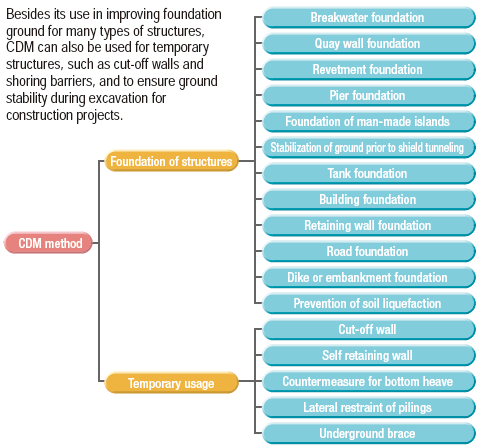 Besides its use in improving foundation
ground for many types of structures,
CDM can also be used for temporary
structures, such as cut-off walls and
shoring barriers, and to ensure ground
stability during excavation for
construction projects.
CDM method
Foundation of structures
Breakwater foundation
Quay wall foundation
Revetment foundation
Pier foundation
Foundation of man-made islands
Stabilization of ground prior to shield tunneling
Tank foundation
Building foundation
Retaining wall foundation
Road foundation
Dike or embankment foundation
Prevention of soil liquefaction
Temporary usage
Cut-off wall
Self retaining wall
Countermeasure for bottom heave
Lateral restraint of pilings
Underground brace